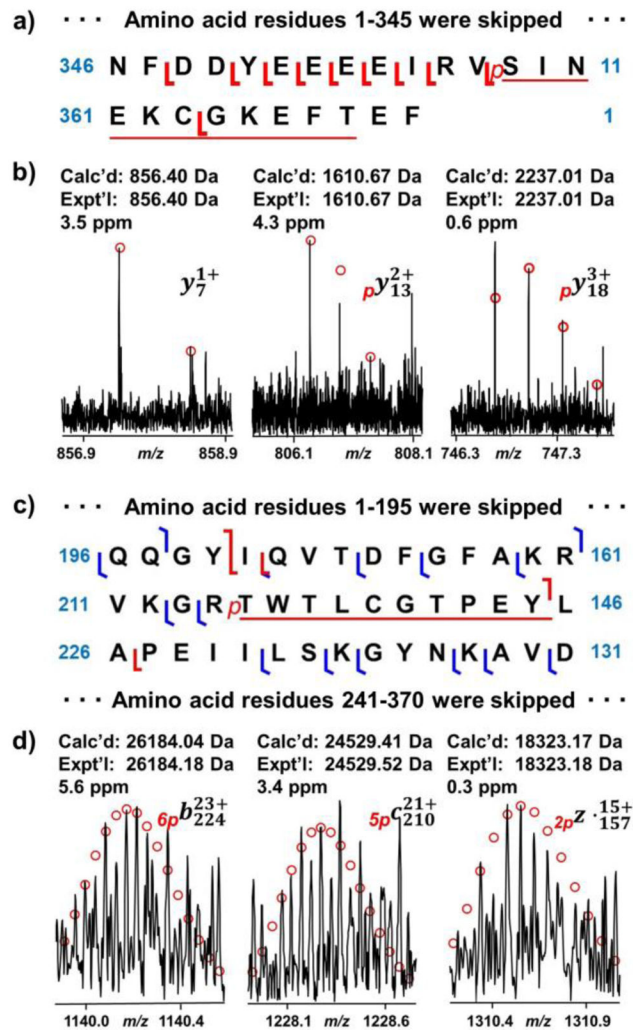 a) · · · Amino acid residues 1-345 were skipped · · ·
346 N F D D Y E E E E I R V pS I N 11
361 E K C G K E F T E F 1
b) Calc'd: 856.40 Da Calc'd: 1610.67 Da Calc'd: 2237.01 Da
Expt'l: 856.40 Da Expt'l: 1610.67 Da Expt'l: 2237.01 Da
3.5 ppm 4.3 ppm 0.6 ppm
y₇¹⁺ py₁₃²⁺ py₁₈³⁺
856.9 m/z 858.9 806.1 m/z 808.1 746.3 m/z 747.3
c) · · · Amino acid residues 1-195 were skipped · · ·
196 Q Q G Y I Q V T D F G F A K R 161
211 V K G R pT W T L C G T P E Y L 146
226 A P E I I L S K G Y N K A V D 131
· · · Amino acid residues 241-370 were skipped · · ·
d) Calc'd: 26184.04 Da Calc'd: 24529.41 Da Calc'd: 18323.17 Da
Expt'l: 26184.18 Da Expt'l: 24529.52 Da Expt'l: 18323.18 Da
5.6 ppm 3.4 ppm 0.3 ppm
6pb₂₂₄²³⁺ 5pc₂₁₀²¹⁺ 2pz·₁₅₇¹⁵⁺
1140.0 m/z 1140.4 1228.1 m/z 1228.6 1310.4 m/z 1310.9